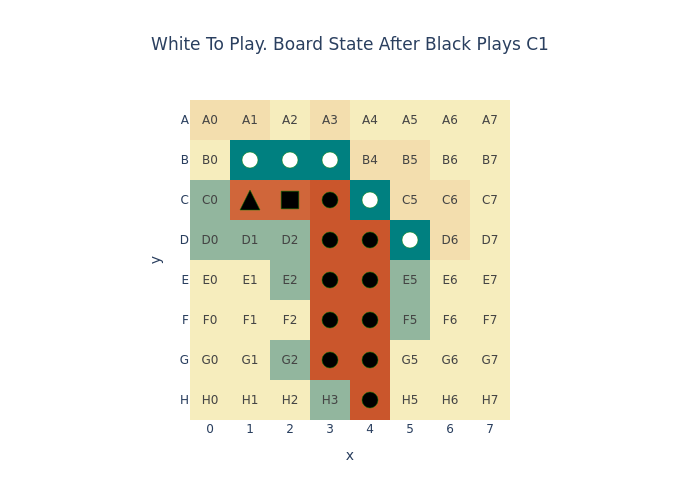 White To Play. Board State After Black Plays C1
A A0 A1 A2 A3 A4 A5 A6 A7
B B0 B4 B5 B6 B7
C C0 C5 C6 C7
D D0 D1 D2 D6 D7
y
E E0 E1 E2 E5 E6 E7
F F0 F1 F2 F5 F6 F7
G G0 G1 G2 G5 G6 G7
H H0 H1 H2 H3 H5 H6 H7
0 1 2 3 4 5 6 7
x